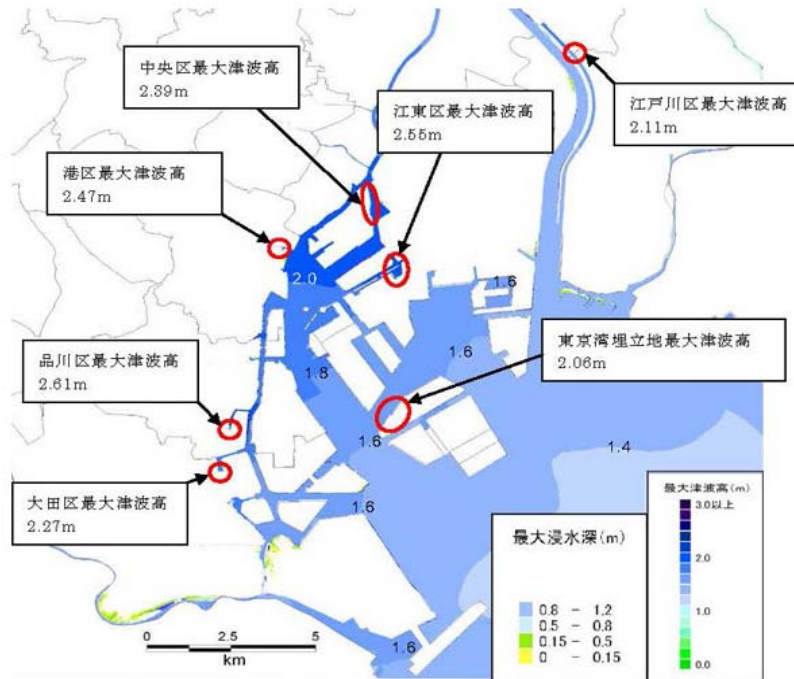 中央区最大津波高
2.39m
江東区最大津波高
2.55m
江戸川区最大津波高
2.11m
港区最大津波高
2.47m
2.0
1.6
1.6
東京湾埋立地最大津波高
2.06m
1.8
品川区最大津波高
2.61m
1.6
1.4
大田区最大津波高
2.27m
1.6
最大津波高(m)
3.0以上
2.0
1.0
0.0
最大浸水深(m)
0.8 - 1.2
0.5 - 0.8
0.15 - 0.5
0 - 0.15
0 2.5 5
km
1.6